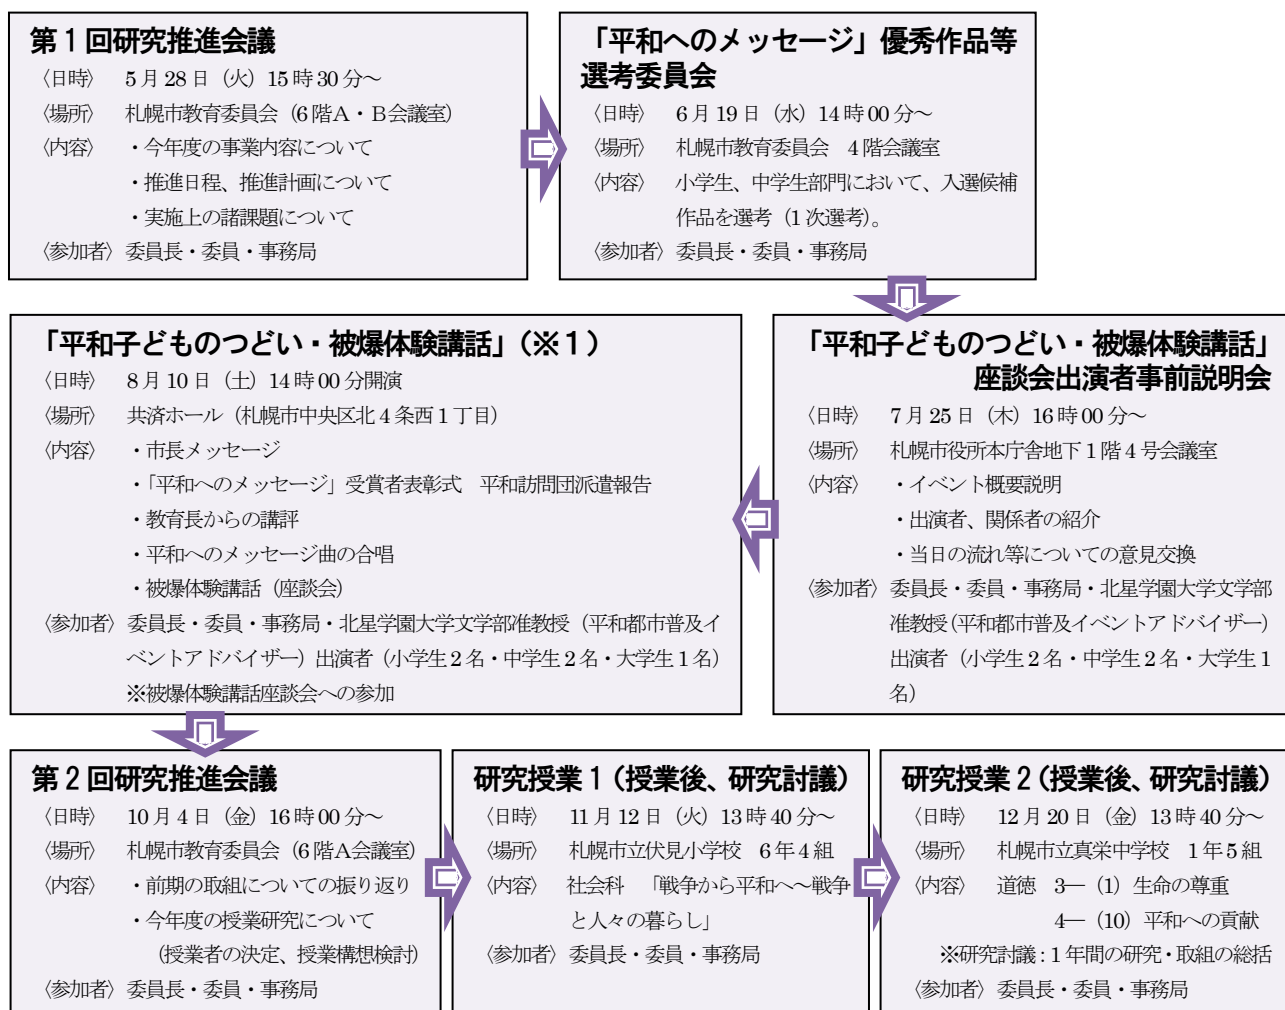 第1回研究推進会議
〈日時〉 5月28日（火）15時30分～
〈場所〉 札幌市教育委員会（6階A・B会議室）
〈内容〉 ・今年度の事業内容について
・推進日程、推進計画について
・実施上の諸課題について
〈参加者〉委員長・委員・事務局
「平和へのメッセージ」優秀作品等
選考委員会
〈日時〉 6月19日（水）14時00分～
〈場所〉 札幌市教育委員会 4階会議室
〈内容〉 小学生、中学生部門において、入選候補
作品を選考（1次選考）。
〈参加者〉委員長・委員・事務局
「平和子どものつどい・被爆体験講話」
座談会出演者事前説明会
〈日時〉 7月25日（木）16時00分～
〈場所〉 札幌市役所本庁舎地下1階4号会議室
〈内容〉 ・イベント概要説明
・出演者、関係者の紹介
・当日の流れ等についての意見交換
〈参加者〉委員長・委員・事務局・北星学園大学文学部
准教授（平和都市普及イベントアドバイザー）
出演者（小学生2名・中学生2名・大学生1
名）
「平和子どものつどい・被爆体験講話」（※1）
〈日時〉 8月10日（土）14時00分開演
〈場所〉 共済ホール（札幌市中央区北4条西1丁目）
〈内容〉 ・市長メッセージ
・「平和へのメッセージ」受賞者表彰式 平和訪問団派遣報告
・教育長からの講評
・平和へのメッセージ曲の合唱
・被爆体験講話（座談会）
〈参加者〉委員長・委員・事務局・北星学園大学文学部准教授（平和都市普及イ
ベントアドバイザー）出演者（小学生2名・中学生2名・大学生1名）
※被爆体験講話座談会への参加
第2回研究推進会議
〈日時〉 10月4日（金）16時00分～
〈場所〉 札幌市教育委員会（6階A会議室）
〈内容〉 ・前期の取組についての振り返り
・今年度の授業研究について
（授業者の決定、授業構想検討）
〈参加者〉委員長・委員・事務局
研究授業1（授業後、研究討議）
〈日時〉 11月12日（火）13時40分～
〈場所〉 札幌市立伏見小学校 6年4組
〈内容〉 社会科 「戦争から平和へ～戦争
と人々の暮らし」
〈参加者〉委員長・委員・事務局
研究授業2（授業後、研究討議）
〈日時〉 12月20日（金）13時40分～
〈場所〉 札幌市立真栄中学校 1年5組
〈内容〉 道徳 3―（1）生命の尊重
4―（10）平和への貢献
※研究討議：1年間の研究・取組の総括
〈参加者〉委員長・委員・事務局